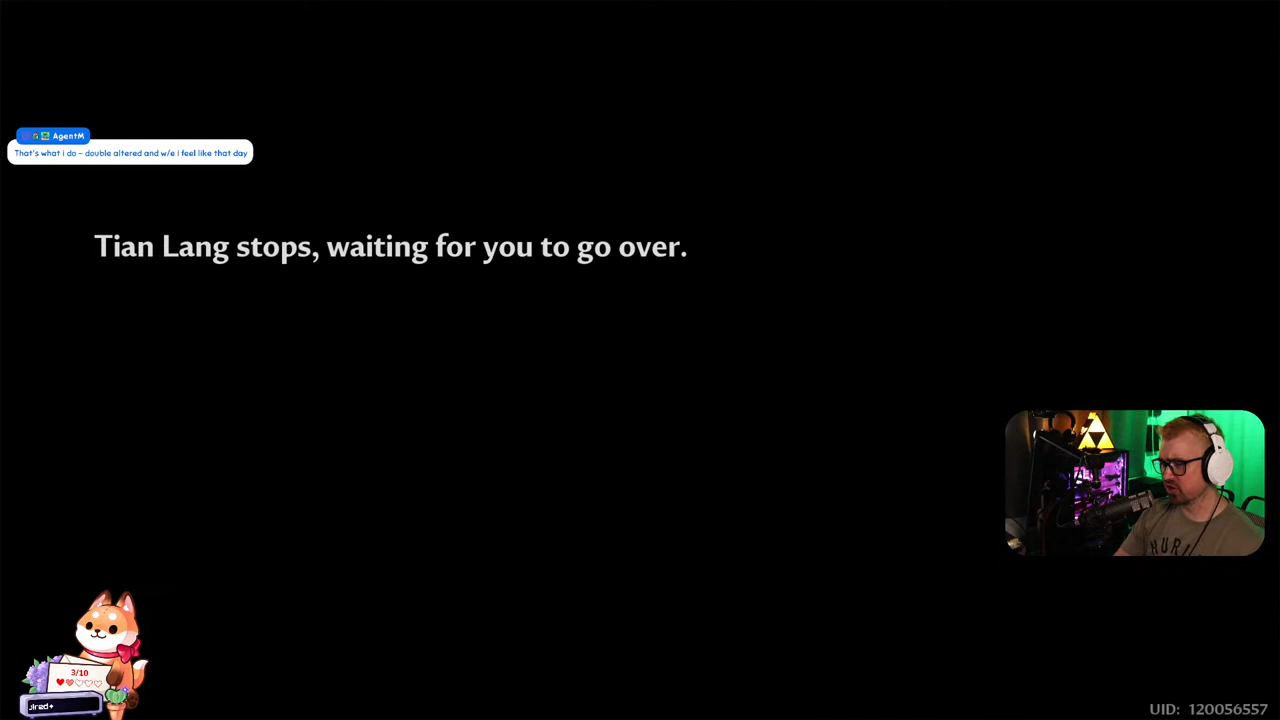 AgentM
That's what i do - double altered and w/e i feel like that day
Tian Lang stops, waiting for you to go over.
HURL
3/10
UID: 120056557